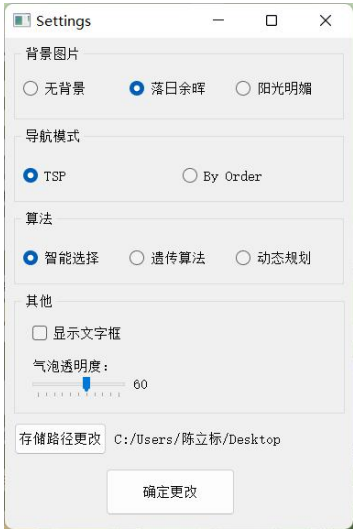 Settings
背景图片
无背景 落日余晖 阳光明媚
导航模式
TSP By Order
算法
智能选择 遗传算法 动态规划
其他
显示文字框
气泡透明度：
60
存储路径更改 C:/Users/陈立标/Desktop
确定更改